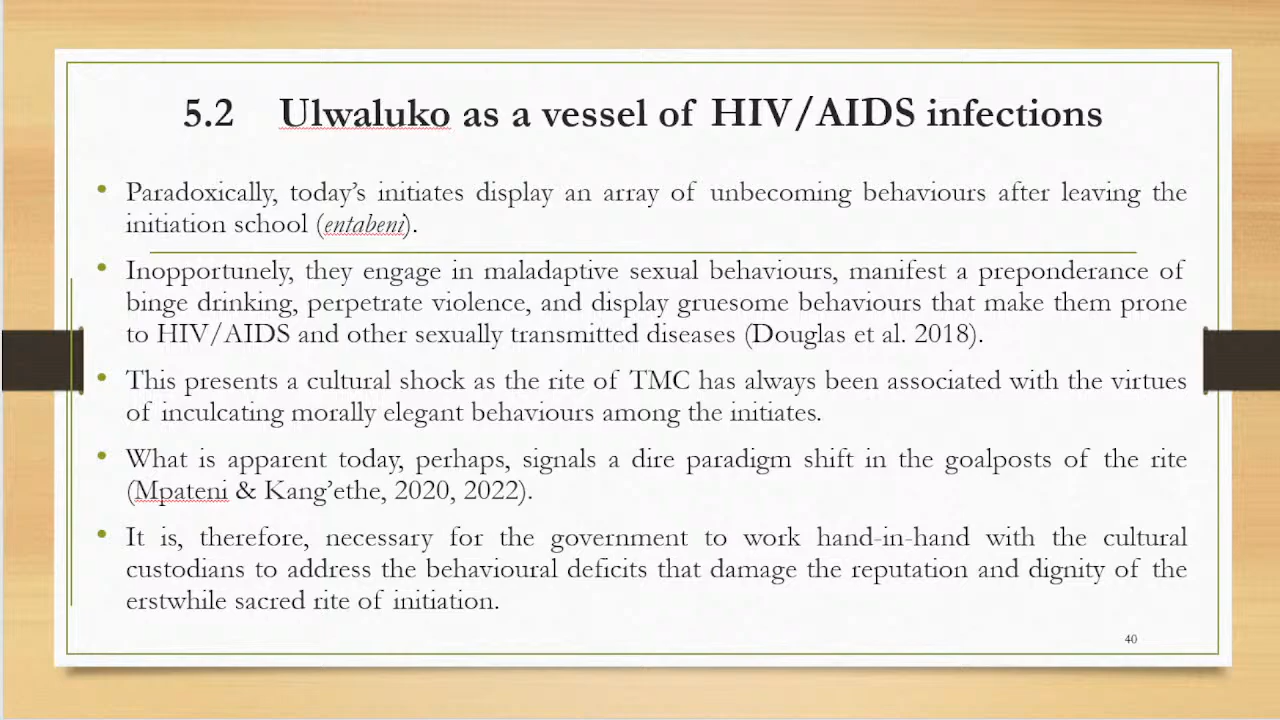 5.2 Ulwaluko as a vessel of HIV/AIDS infections
• Paradoxically, today's initiates display an array of unbecoming behaviours after leaving the
initiation school (entabeni).
• Inopportunely, they engage in maladaptive sexual behaviours, manifest a preponderance of
binge drinking, perpetrate violence, and display gruesome behaviours that make them prone
to HIV/AIDS and other sexually transmitted diseases (Douglas et al. 2018).
• This presents a cultural shock as the rite of TMC has always been associated with the virtues
of inculcating morally elegant behaviours among the initiates.
• What is apparent today, perhaps, signals a dire paradigm shift in the goalposts of the rite
(Mpateni & Kang'ethe, 2020, 2022).
• It is, therefore, necessary for the government to work hand-in-hand with the cultural
custodians to address the behavioural deficits that damage the reputation and dignity of the
erstwhile sacred rite of initiation.
40